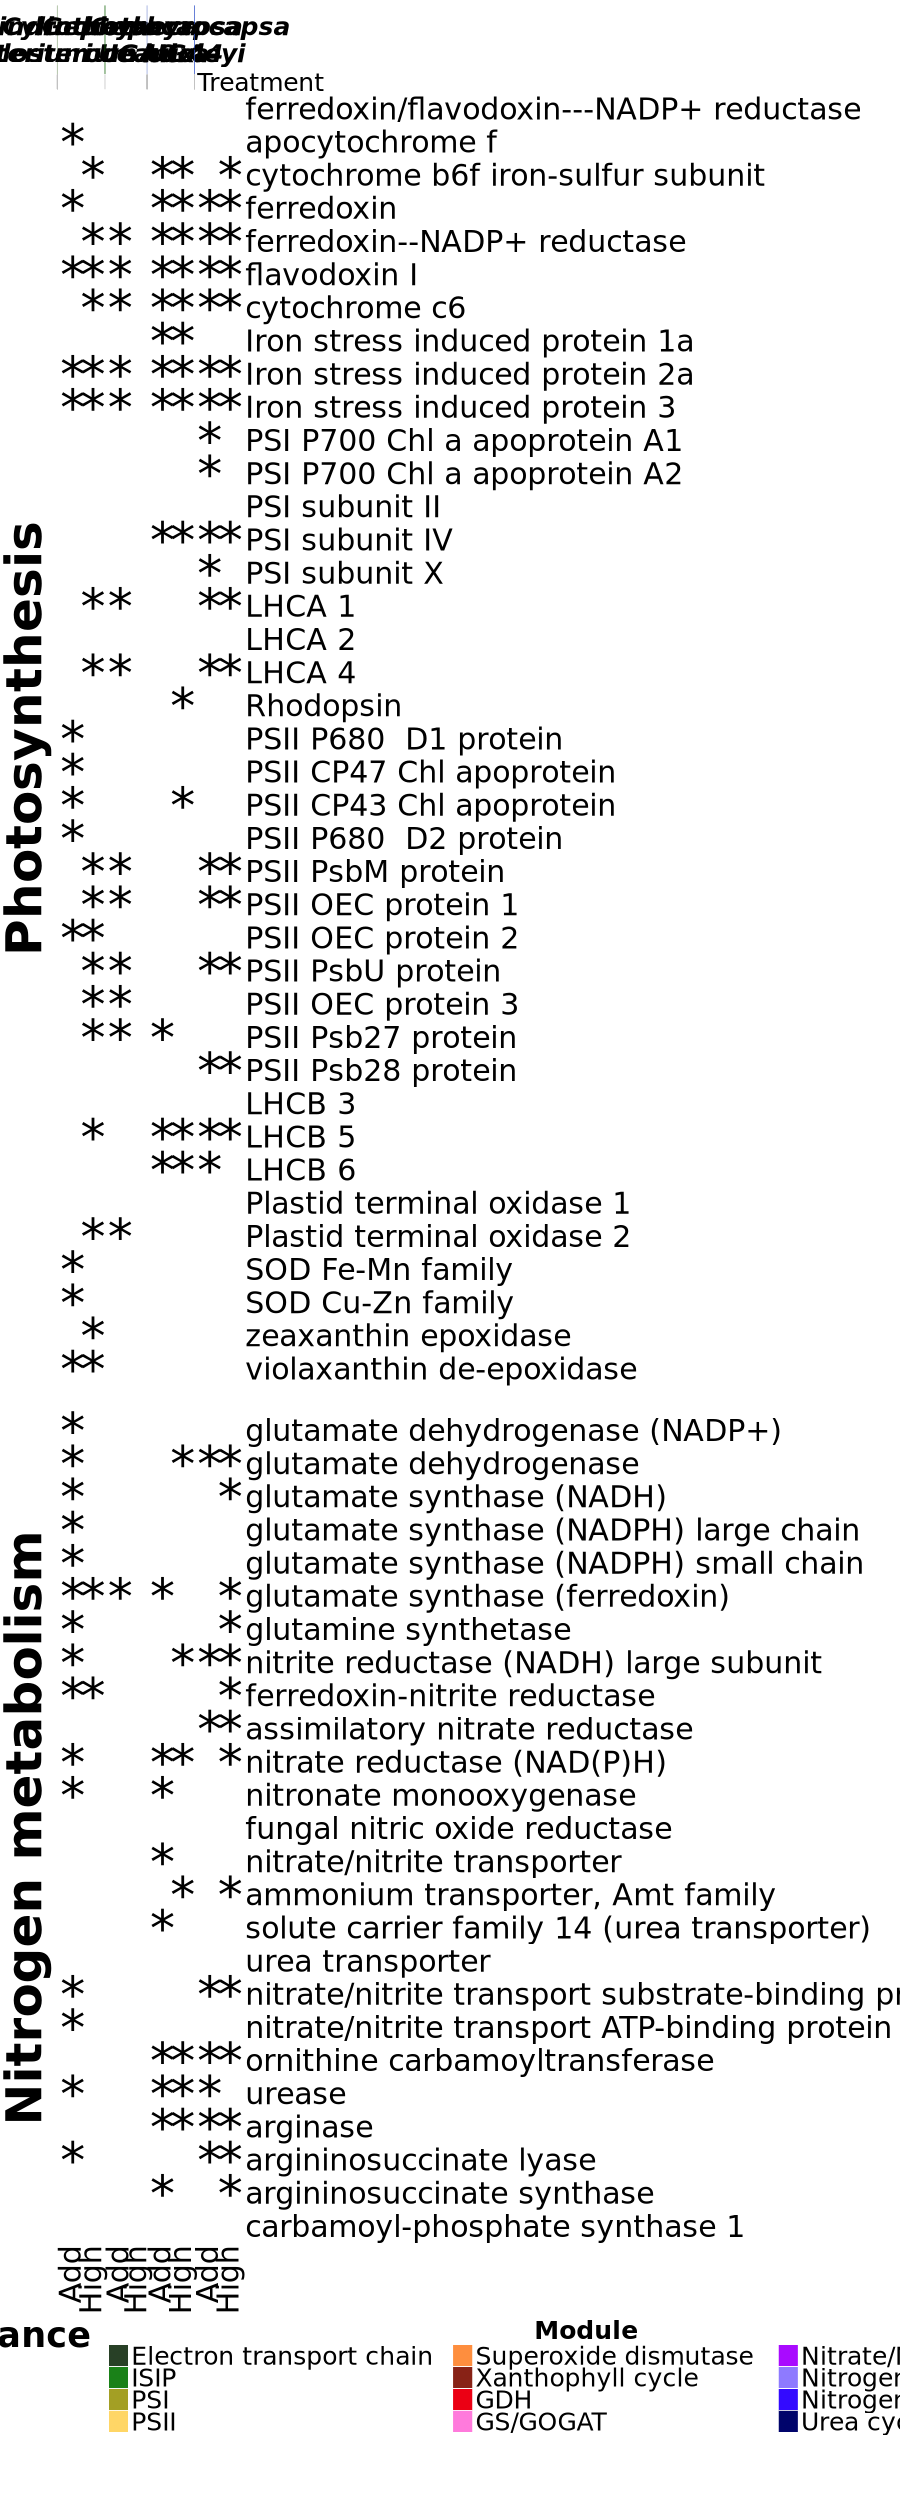 Treatment
ferredoxin/flavodoxin---NADP+ reductase
* apocytochrome f
* ** * cytochrome b6f iron-sulfur subunit
* **** ferredoxin
** **** ferredoxin--NADP+ reductase
*** **** flavodoxin I
** **** cytochrome c6
** Iron stress induced protein 1a
*** **** Iron stress induced protein 2a
*** **** Iron stress induced protein 3
* PSI P700 Chl a apoprotein A1
* PSI P700 Chl a apoprotein A2
PSI subunit II
**** PSI subunit IV
* PSI subunit X
** ** LHCA 1
LHCA 2
** ** LHCA 4
* Rhodopsin
* PSII P680 D1 protein
* PSII CP47 Chl apoprotein
* * PSII CP43 Chl apoprotein
* PSII P680 D2 protein
** ** PSII PsbM protein
** ** PSII OEC protein 1
** PSII OEC protein 2
** ** PSII PsbU protein
** PSII OEC protein 3
** * PSII Psb27 protein
** PSII Psb28 protein
LHCB 3
* **** LHCB 5
*** LHCB 6
Plastid terminal oxidase 1
** Plastid terminal oxidase 2
* SOD Fe-Mn family
* SOD Cu-Zn family
* zeaxanthin epoxidase
** violaxanthin de-epoxidase
Photosynthesis
* glutamate dehydrogenase (NADP+)
* *** glutamate dehydrogenase
* * glutamate synthase (NADH)
* glutamate synthase (NADPH) large chain
* glutamate synthase (NADPH) small chain
*** * * glutamate synthase (ferredoxin)
* * glutamine synthetase
* *** nitrite reductase (NADH) large subunit
** * ferredoxin-nitrite reductase
** assimilatory nitrate reductase
* ** * nitrate reductase (NAD(P)H)
* * nitronate monooxygenase
fungal nitric oxide reductase
* nitrate/nitrite transporter
* * ammonium transporter, Amt family
* solute carrier family 14 (urea transporter)
urea transporter
* ** nitrate/nitrite transport substrate-binding
* nitrate/nitrite transport ATP-binding protein
**** ornithine carbamoyltransferase
* *** urease
**** arginase
* ** argininosuccinate lyase
* * argininosuccinate synthase
carbamoyl-phosphate synthase 1
Nitrogen metabolism
Add High Add High Add High Add High
ance
Module
Electron transport chain
ISIP
PSI
PSII
Superoxide dismutase
Xanthophyll cycle
GDH
GS/GOGAT
Nitrate/
Nitroge
Nitroge
Urea cy